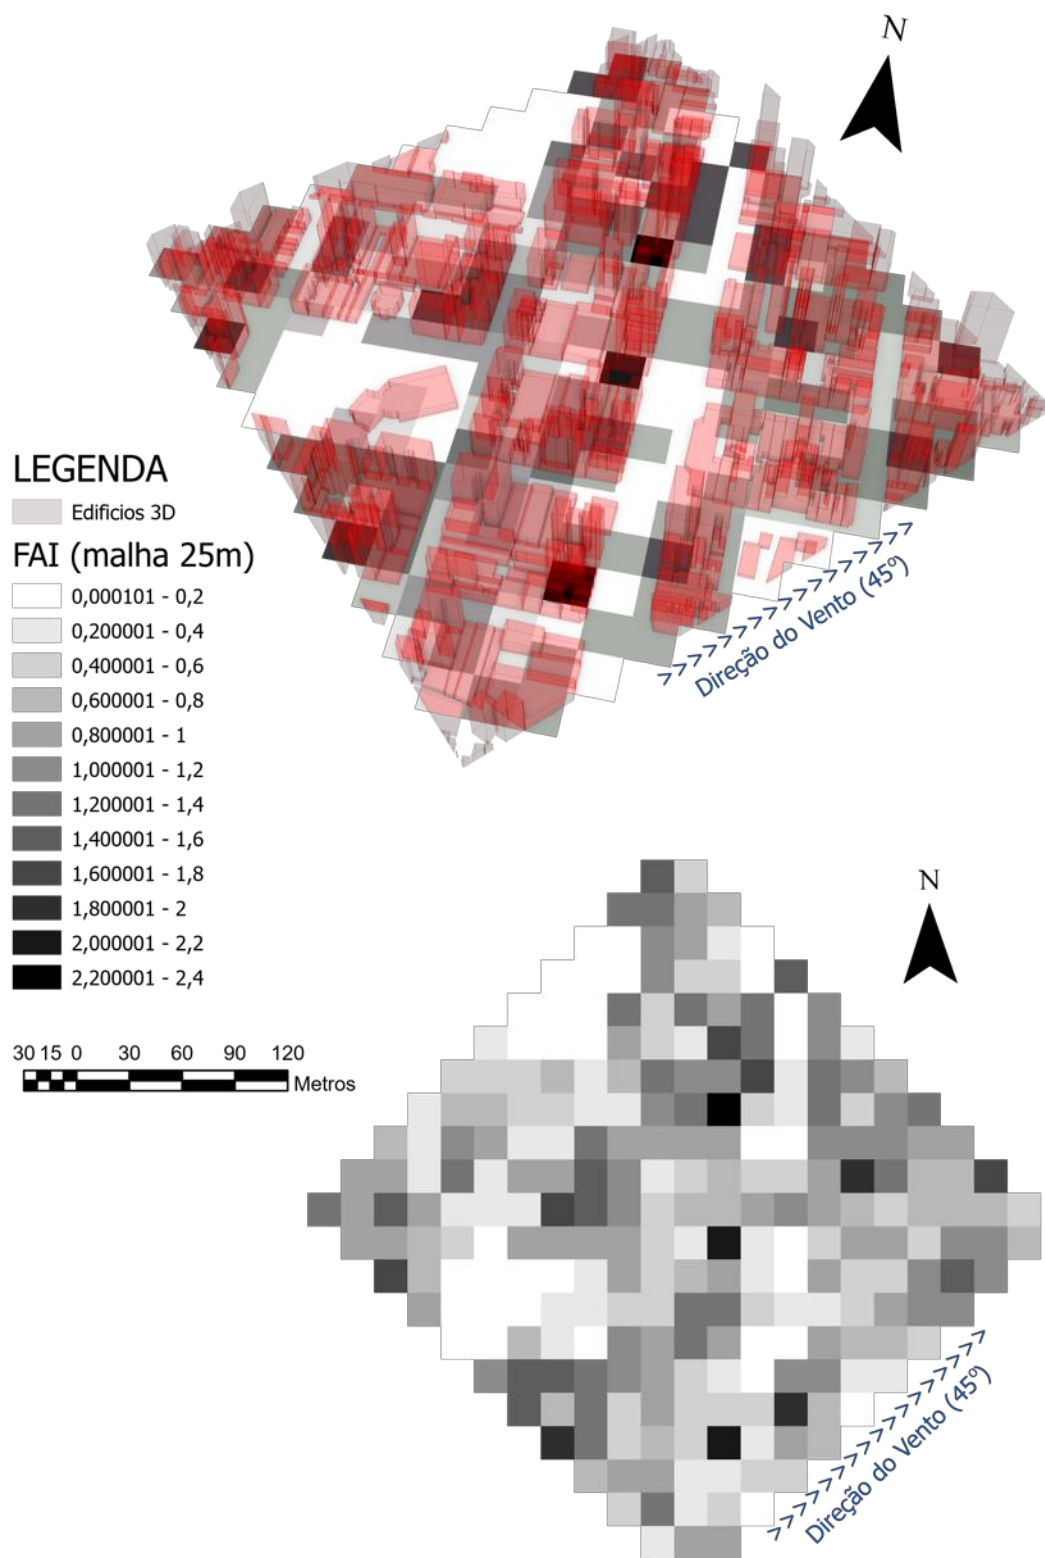 N
LEGENDA
Edificios 3D
FAI (malha 25m)
0,000101 - 0,2
0,200001 - 0,4
0,400001 - 0,6
0,600001 - 0,8
0,800001 - 1
1,000001 - 1,2
1,200001 - 1,4
1,400001 - 1,6
1,600001 - 1,8
1,800001 - 2
2,000001 - 2,2
2,200001 - 2,4
>>>>>>>>>>>>>>>>>>>>
Direção do Vento (45º)
N
30 15 0 30 60 90 120
Metros
>>>>>>>>>>>>>>>>>>>>
Direção do Vento (45º)